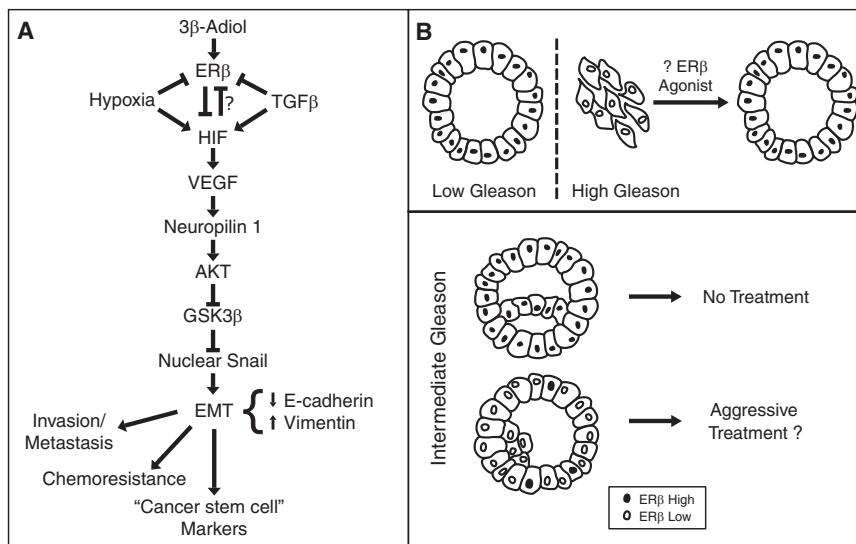 A
3β-Adiol
ERβ
Hypoxia
?
TGFβ
HIF
VEGF
Neuropilin 1
AKT
GSK3β
Nuclear Snail
EMT
E-cadherin
Vimentin
Invasion/
Metastasis
Chemoresistance
“Cancer stem cell”
Markers
B
? ERβ
Agonist
Low Gleason
High Gleason
Intermediate Gleason
No Treatment
Aggressive
Treatment ?
ERβ High
ERβ Low